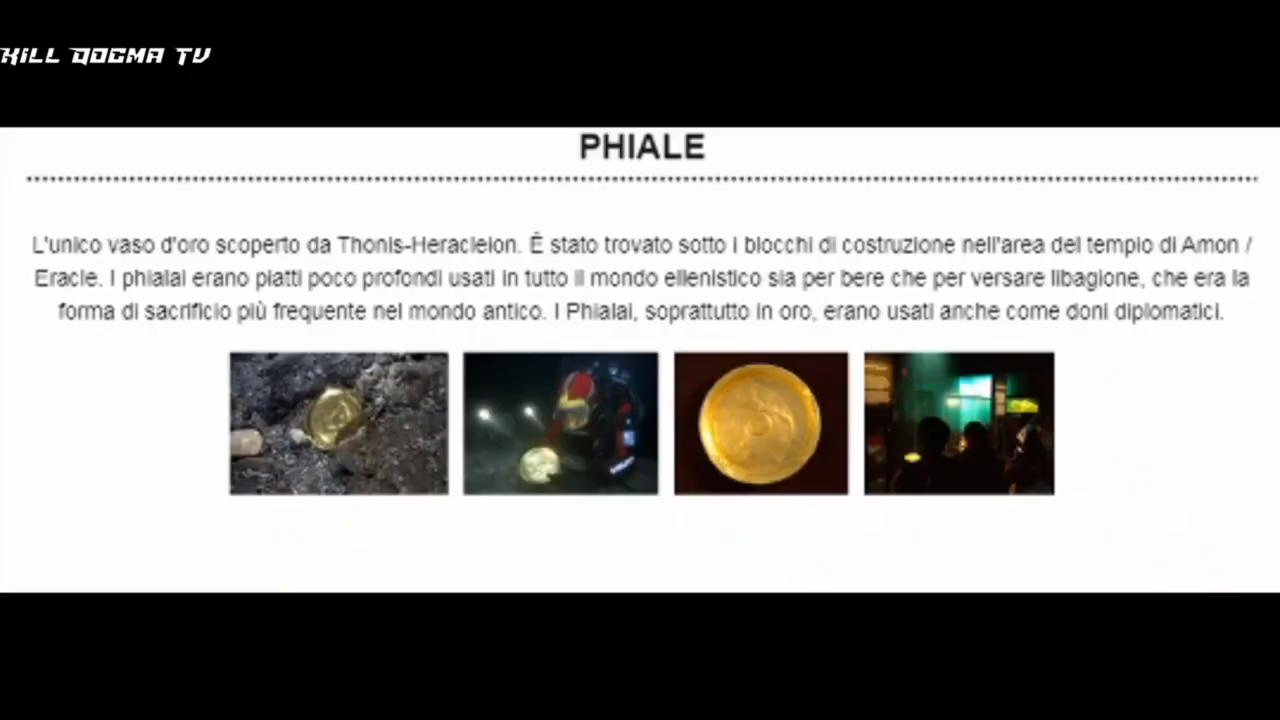 KILL DOGMA TV
PHIALE
L'unico vaso d'oro scoperto da Thonis-Heracleion. É stato trovato sotto i blocchi di costruzione nell'area del tempio di Amon /
Eracle. I phialai erano piatti poco profondi usati in tutto il mondo ellenistico sia per bere che per versare libagione, che era la
forma di sacrificio più frequente nel mondo antico. I Phialai, soprattutto in oro, erano usati anche come doni diplomatici.